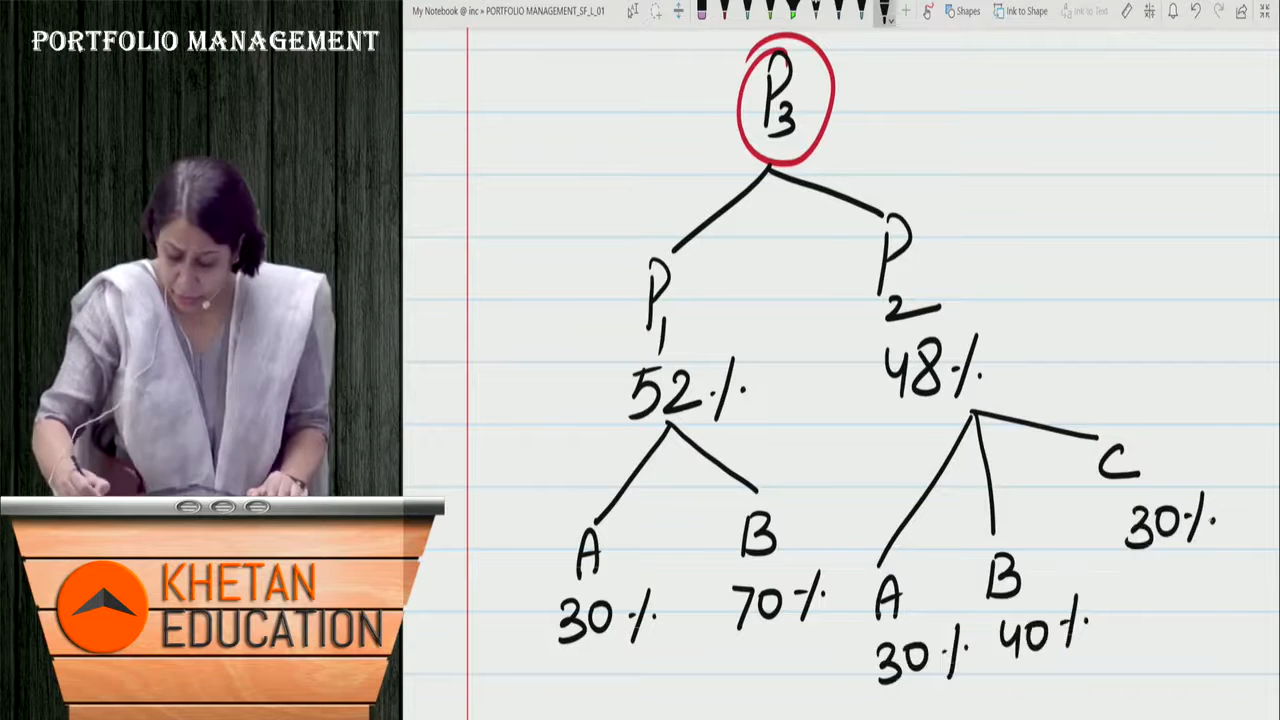 My Notebook @ inc » PORTFOLIO MANAGEMENT_SF_L_01
Shapes
Ink to Shape
Ink to Text
PORTFOLIO MANAGEMENT
P3
P1
P2
52%
48%
A
B
30%
70%
A
B
C
30%
40%
30%
KHETAN
EDUCATION